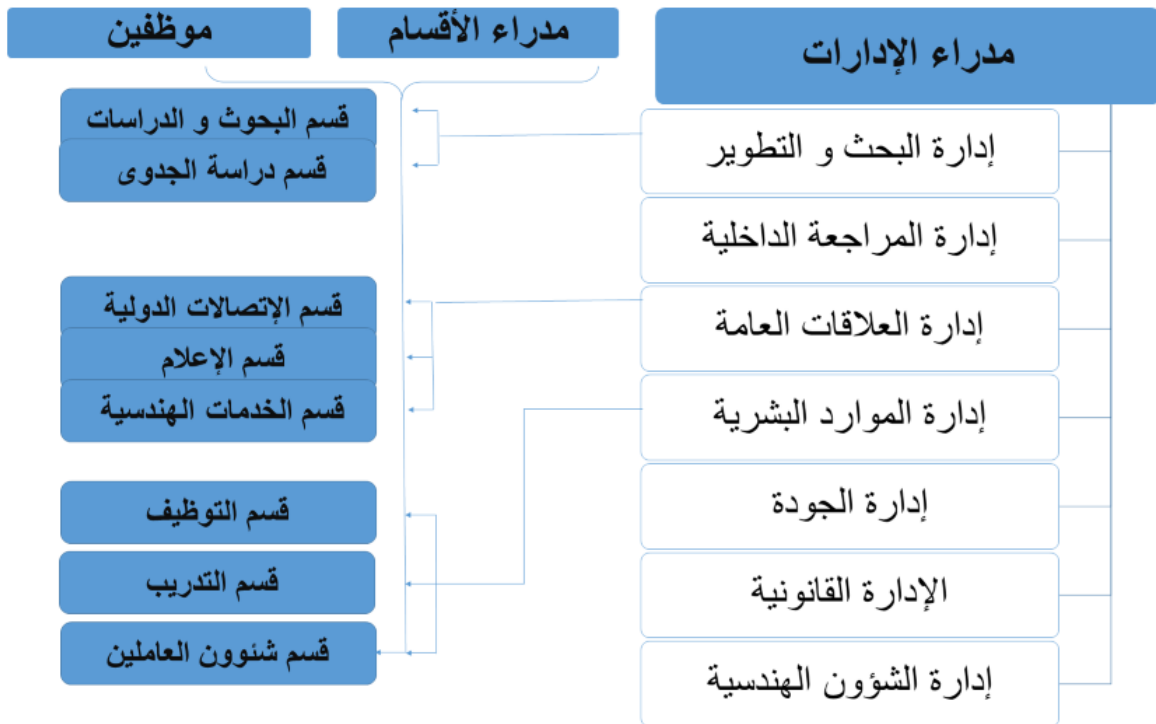 مدراء الإدارات
مدراء الأقسام
موظفين
إدارة البحث و التطوير
إدارة المراجعة الداخلية
إدارة العلاقات العامة
إدارة الموارد البشرية
إدارة الجودة
الإدارة القانونية
إدارة الشؤون الهندسية
قسم البحوث و الدراسات
قسم دراسة الجدوى
قسم الإتصالات الدولية
قسم الإعلام
قسم الخدمات الهندسية
قسم التوظيف
قسم التدريب
قسم شئوون العاملين